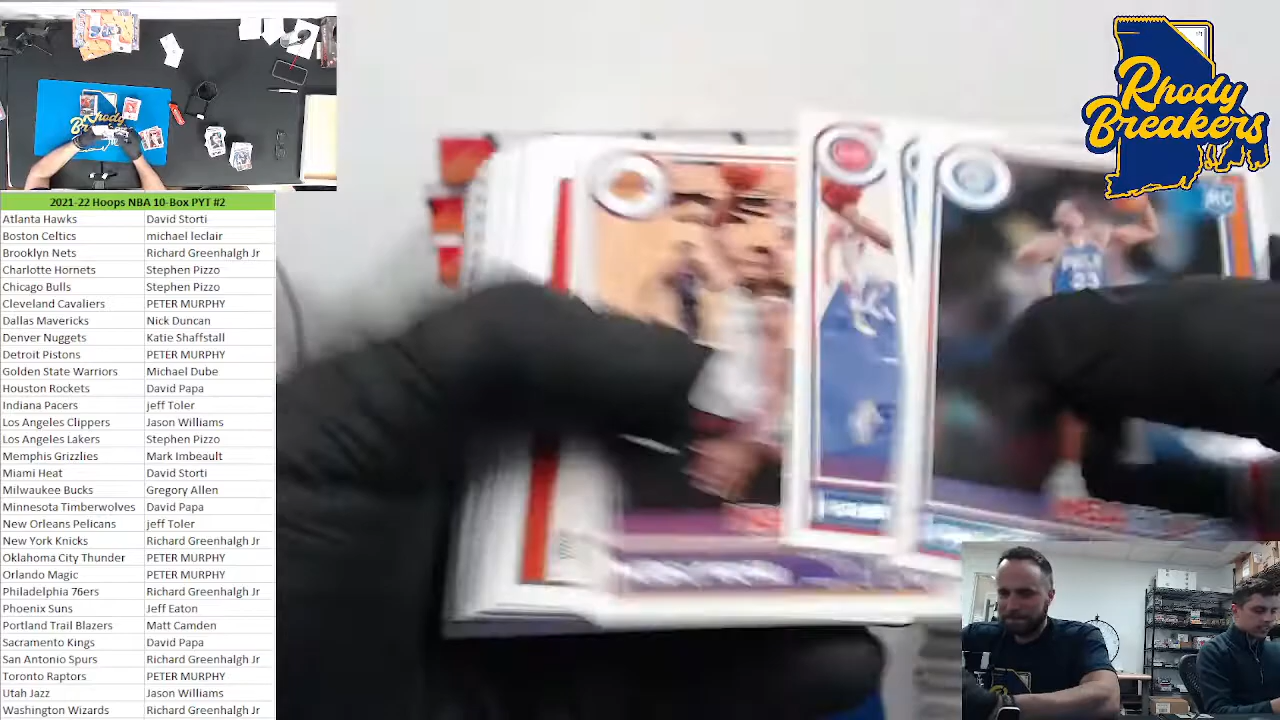 Rhody
Breakers
2021-22 Hoops NBA 10-Box PYT #2
Atlanta Hawks David Storti
Boston Celtics michael leclair
Brooklyn Nets Richard Greenhalgh Jr
Charlotte Hornets Stephen Pizzo
Chicago Bulls Stephen Pizzo
Cleveland Cavaliers PETER MURPHY
Dallas Mavericks Nick Duncan
Denver Nuggets Katie Shaffstall
Detroit Pistons PETER MURPHY
Golden State Warriors Michael Dube
Houston Rockets David Papa
Indiana Pacers jeff Toler
Los Angeles Clippers Jason Williams
Los Angeles Lakers Stephen Pizzo
Memphis Grizzlies Mark Imbeault
Miami Heat David Storti
Milwaukee Bucks Gregory Allen
Minnesota Timberwolves David Papa
New Orleans Pelicans jeff Toler
New York Knicks Richard Greenhalgh Jr
Oklahoma City Thunder PETER MURPHY
Orlando Magic PETER MURPHY
Philadelphia 76ers Richard Greenhalgh Jr
Phoenix Suns Jeff Eaton
Portland Trail Blazers Matt Camden
Sacramento Kings David Papa
San Antonio Spurs Richard Greenhalgh Jr
Toronto Raptors PETER MURPHY
Utah Jazz Jason Williams
Washington Wizards Richard Greenhalgh Jr
RC
PHILA